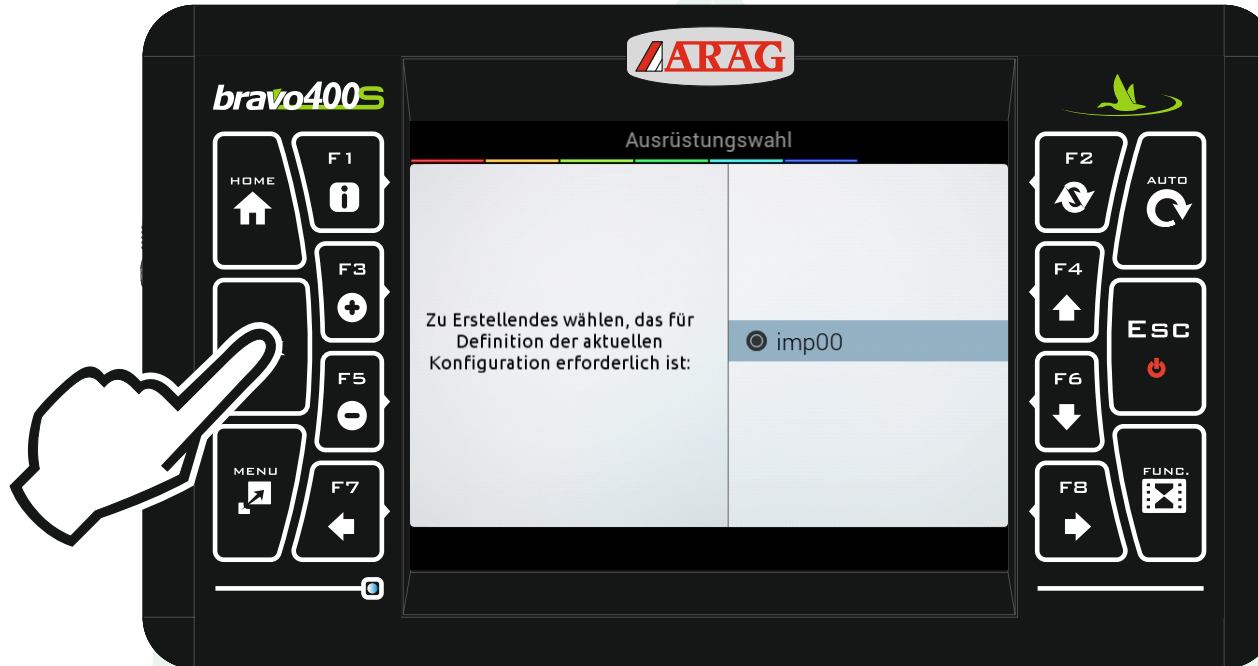 ARAG
bravo400S
Ausrüstungswahl
HOME
F1
F3
F5
MENU
F7
Zu Erstellendes wählen, das für
Definition der aktuellen
Konfiguration erforderlich ist:
imp00
F2
AUTO
F4
Esc
F6
F8
FUNC.